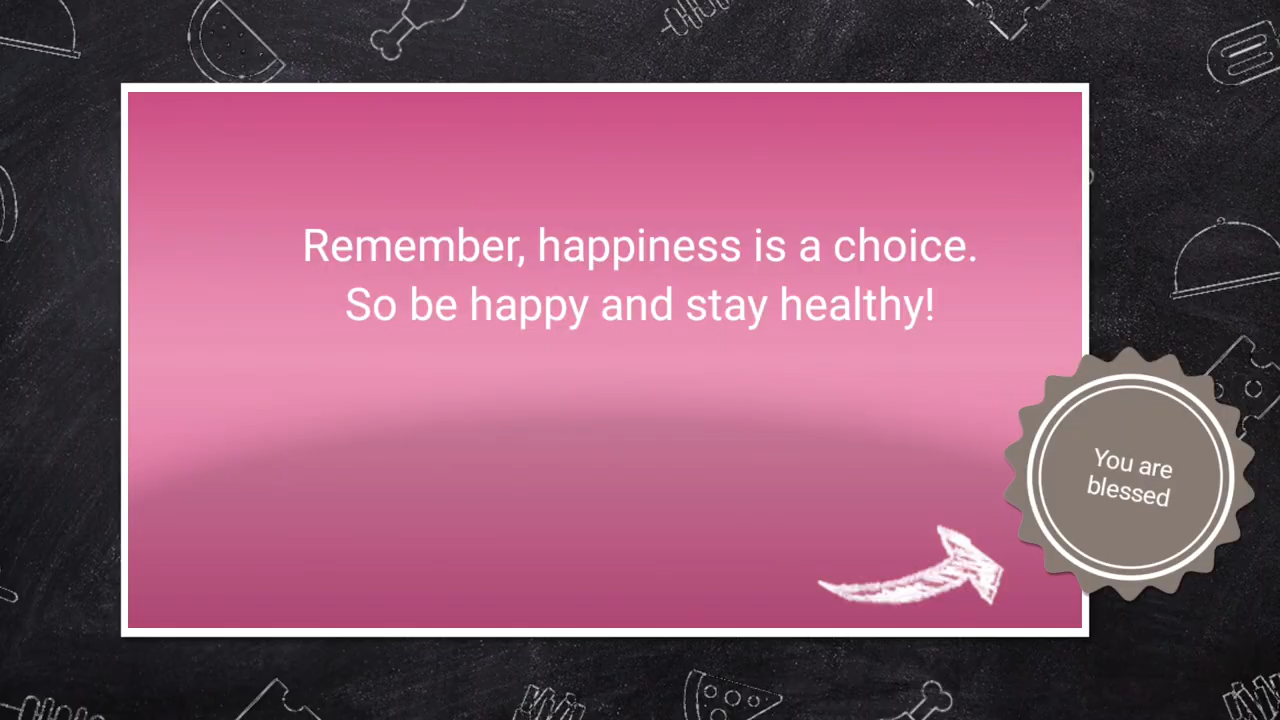 Remember, happiness is a choice.
So be happy and stay healthy!
You are
blessed